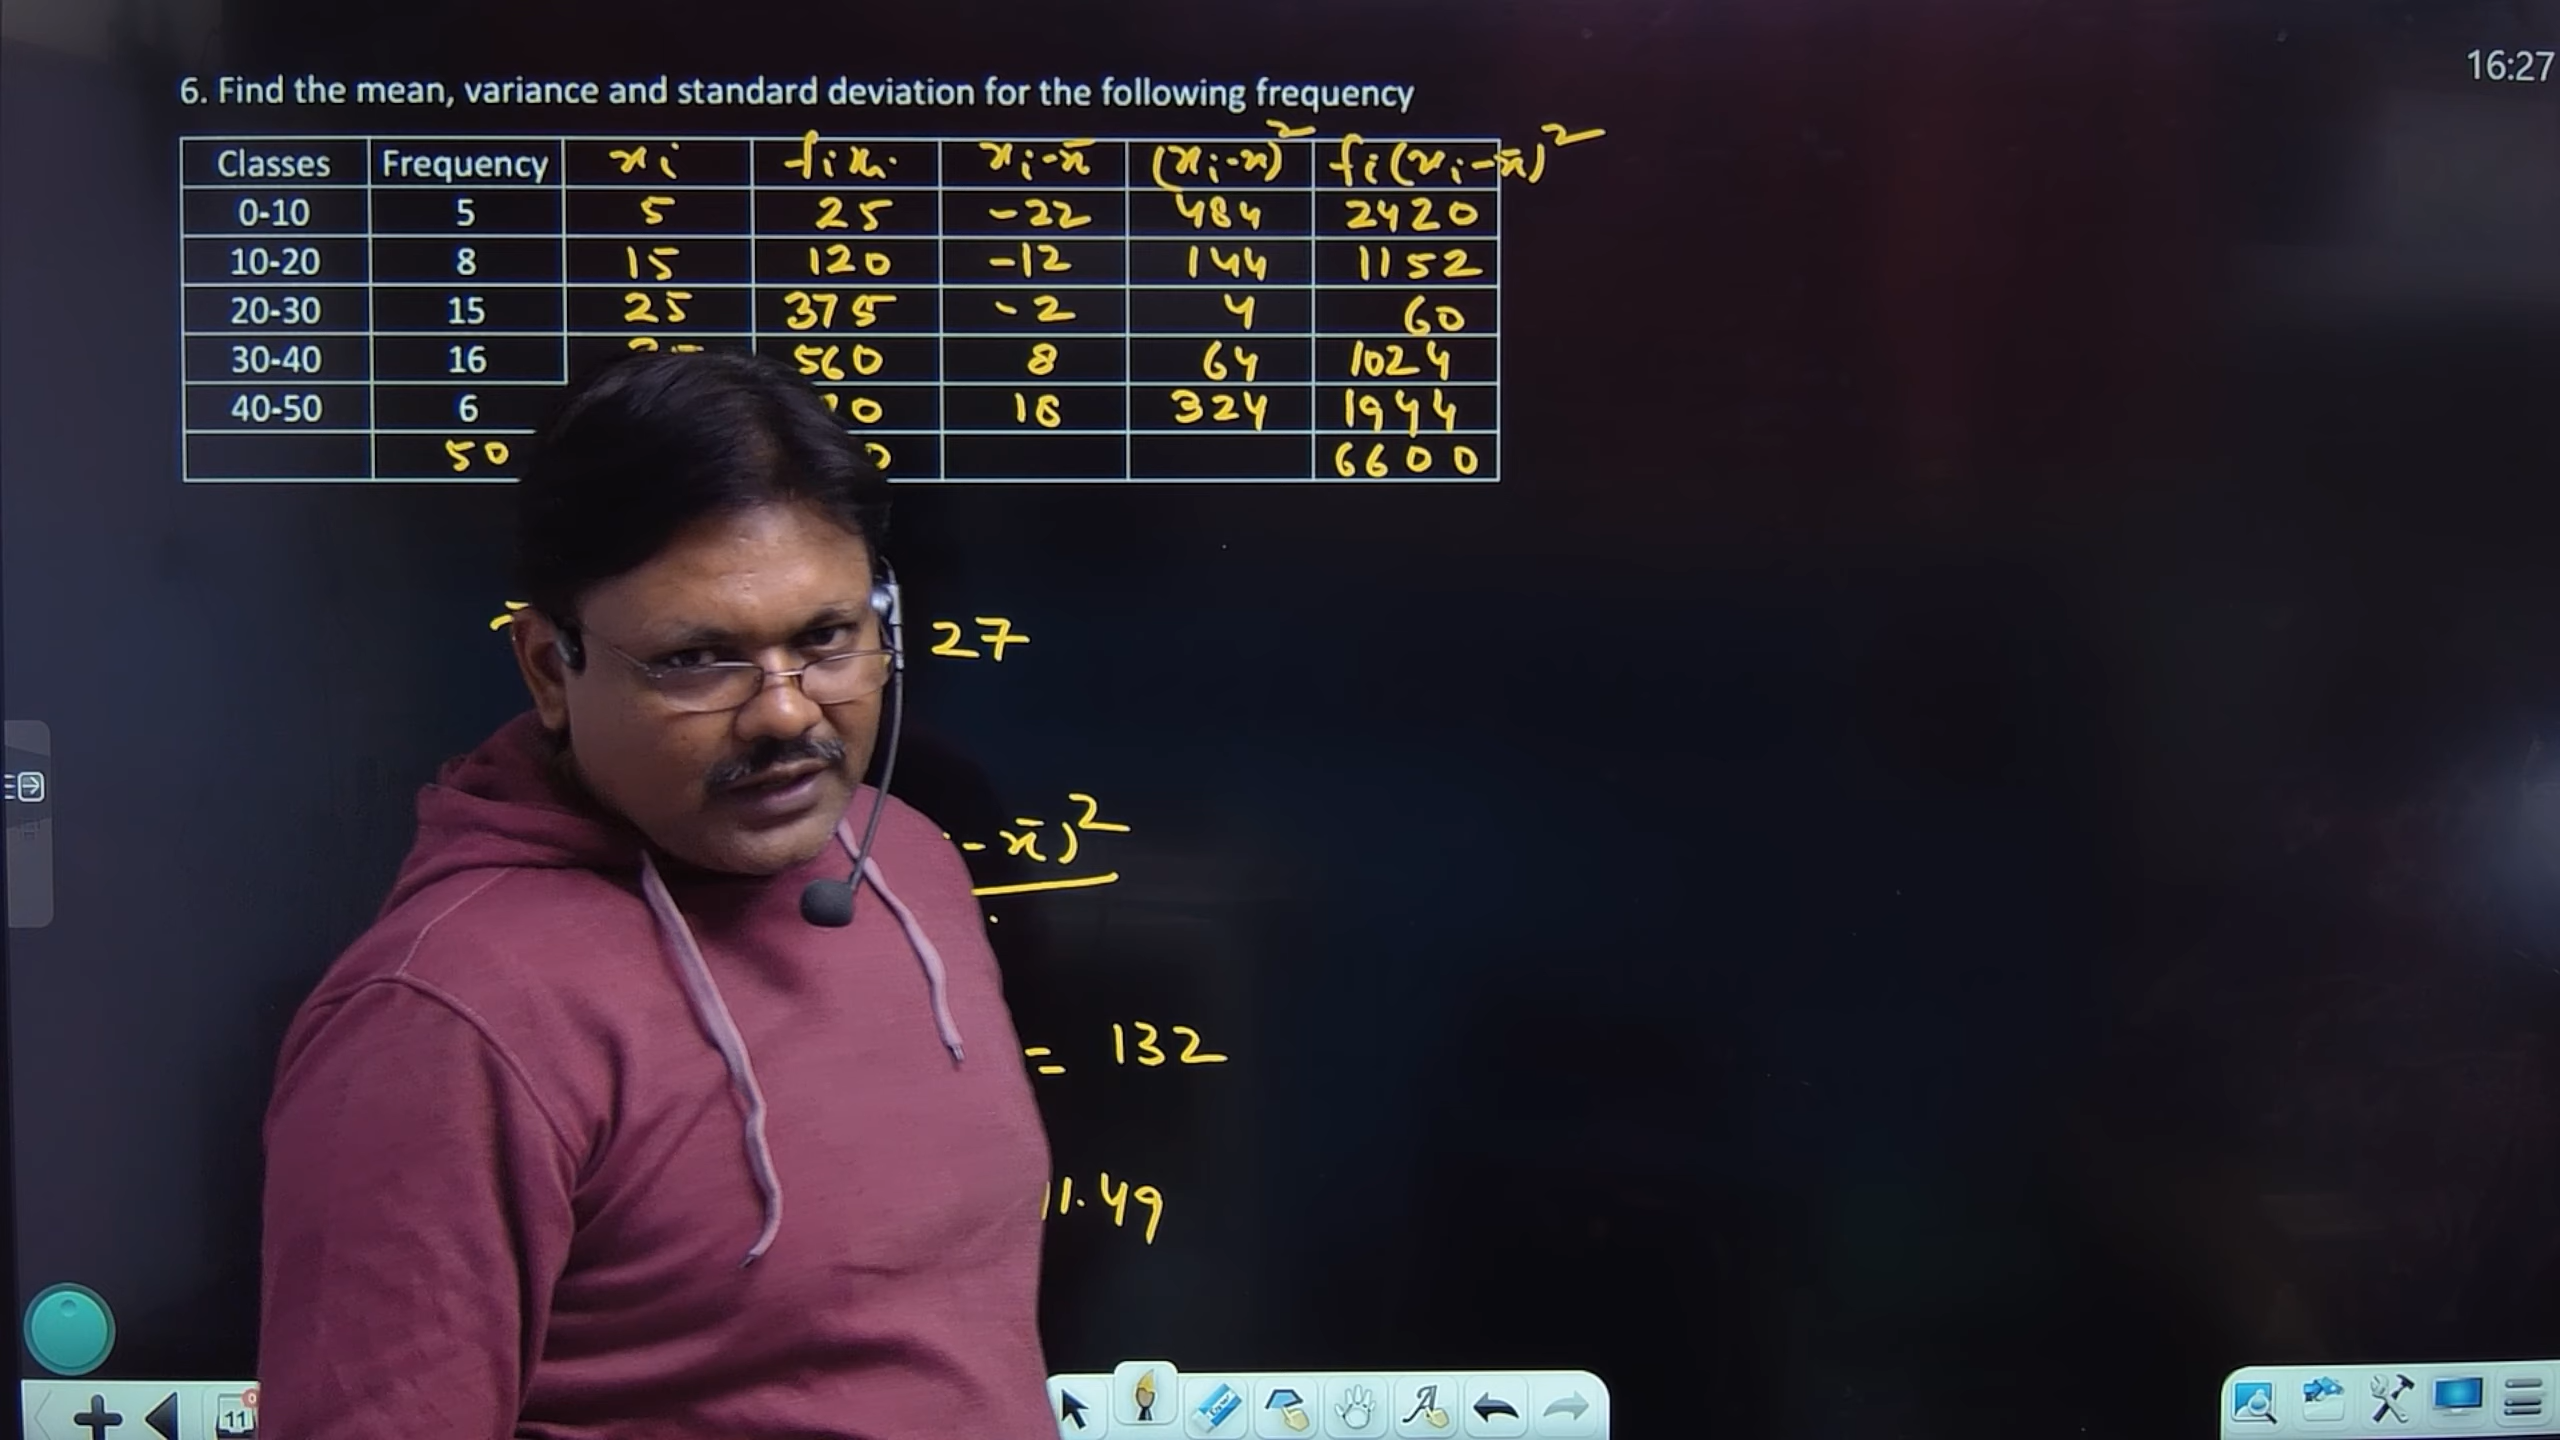 16:27
6. Find the mean, variance and standard deviation for the following frequency
Classes Frequency xi fixi xi-x̄ (xi-x)² fi(xi-x̄)²
0-10 5 5 25 -22 484 2420
10-20 8 15 120 -12 144 1152
20-30 15 25 375 -2 4 60
30-40 16 560 8 64 1024
40-50 6 18 324 1944
50 6600
27
- x̄)²
= 132
11.49
11
A